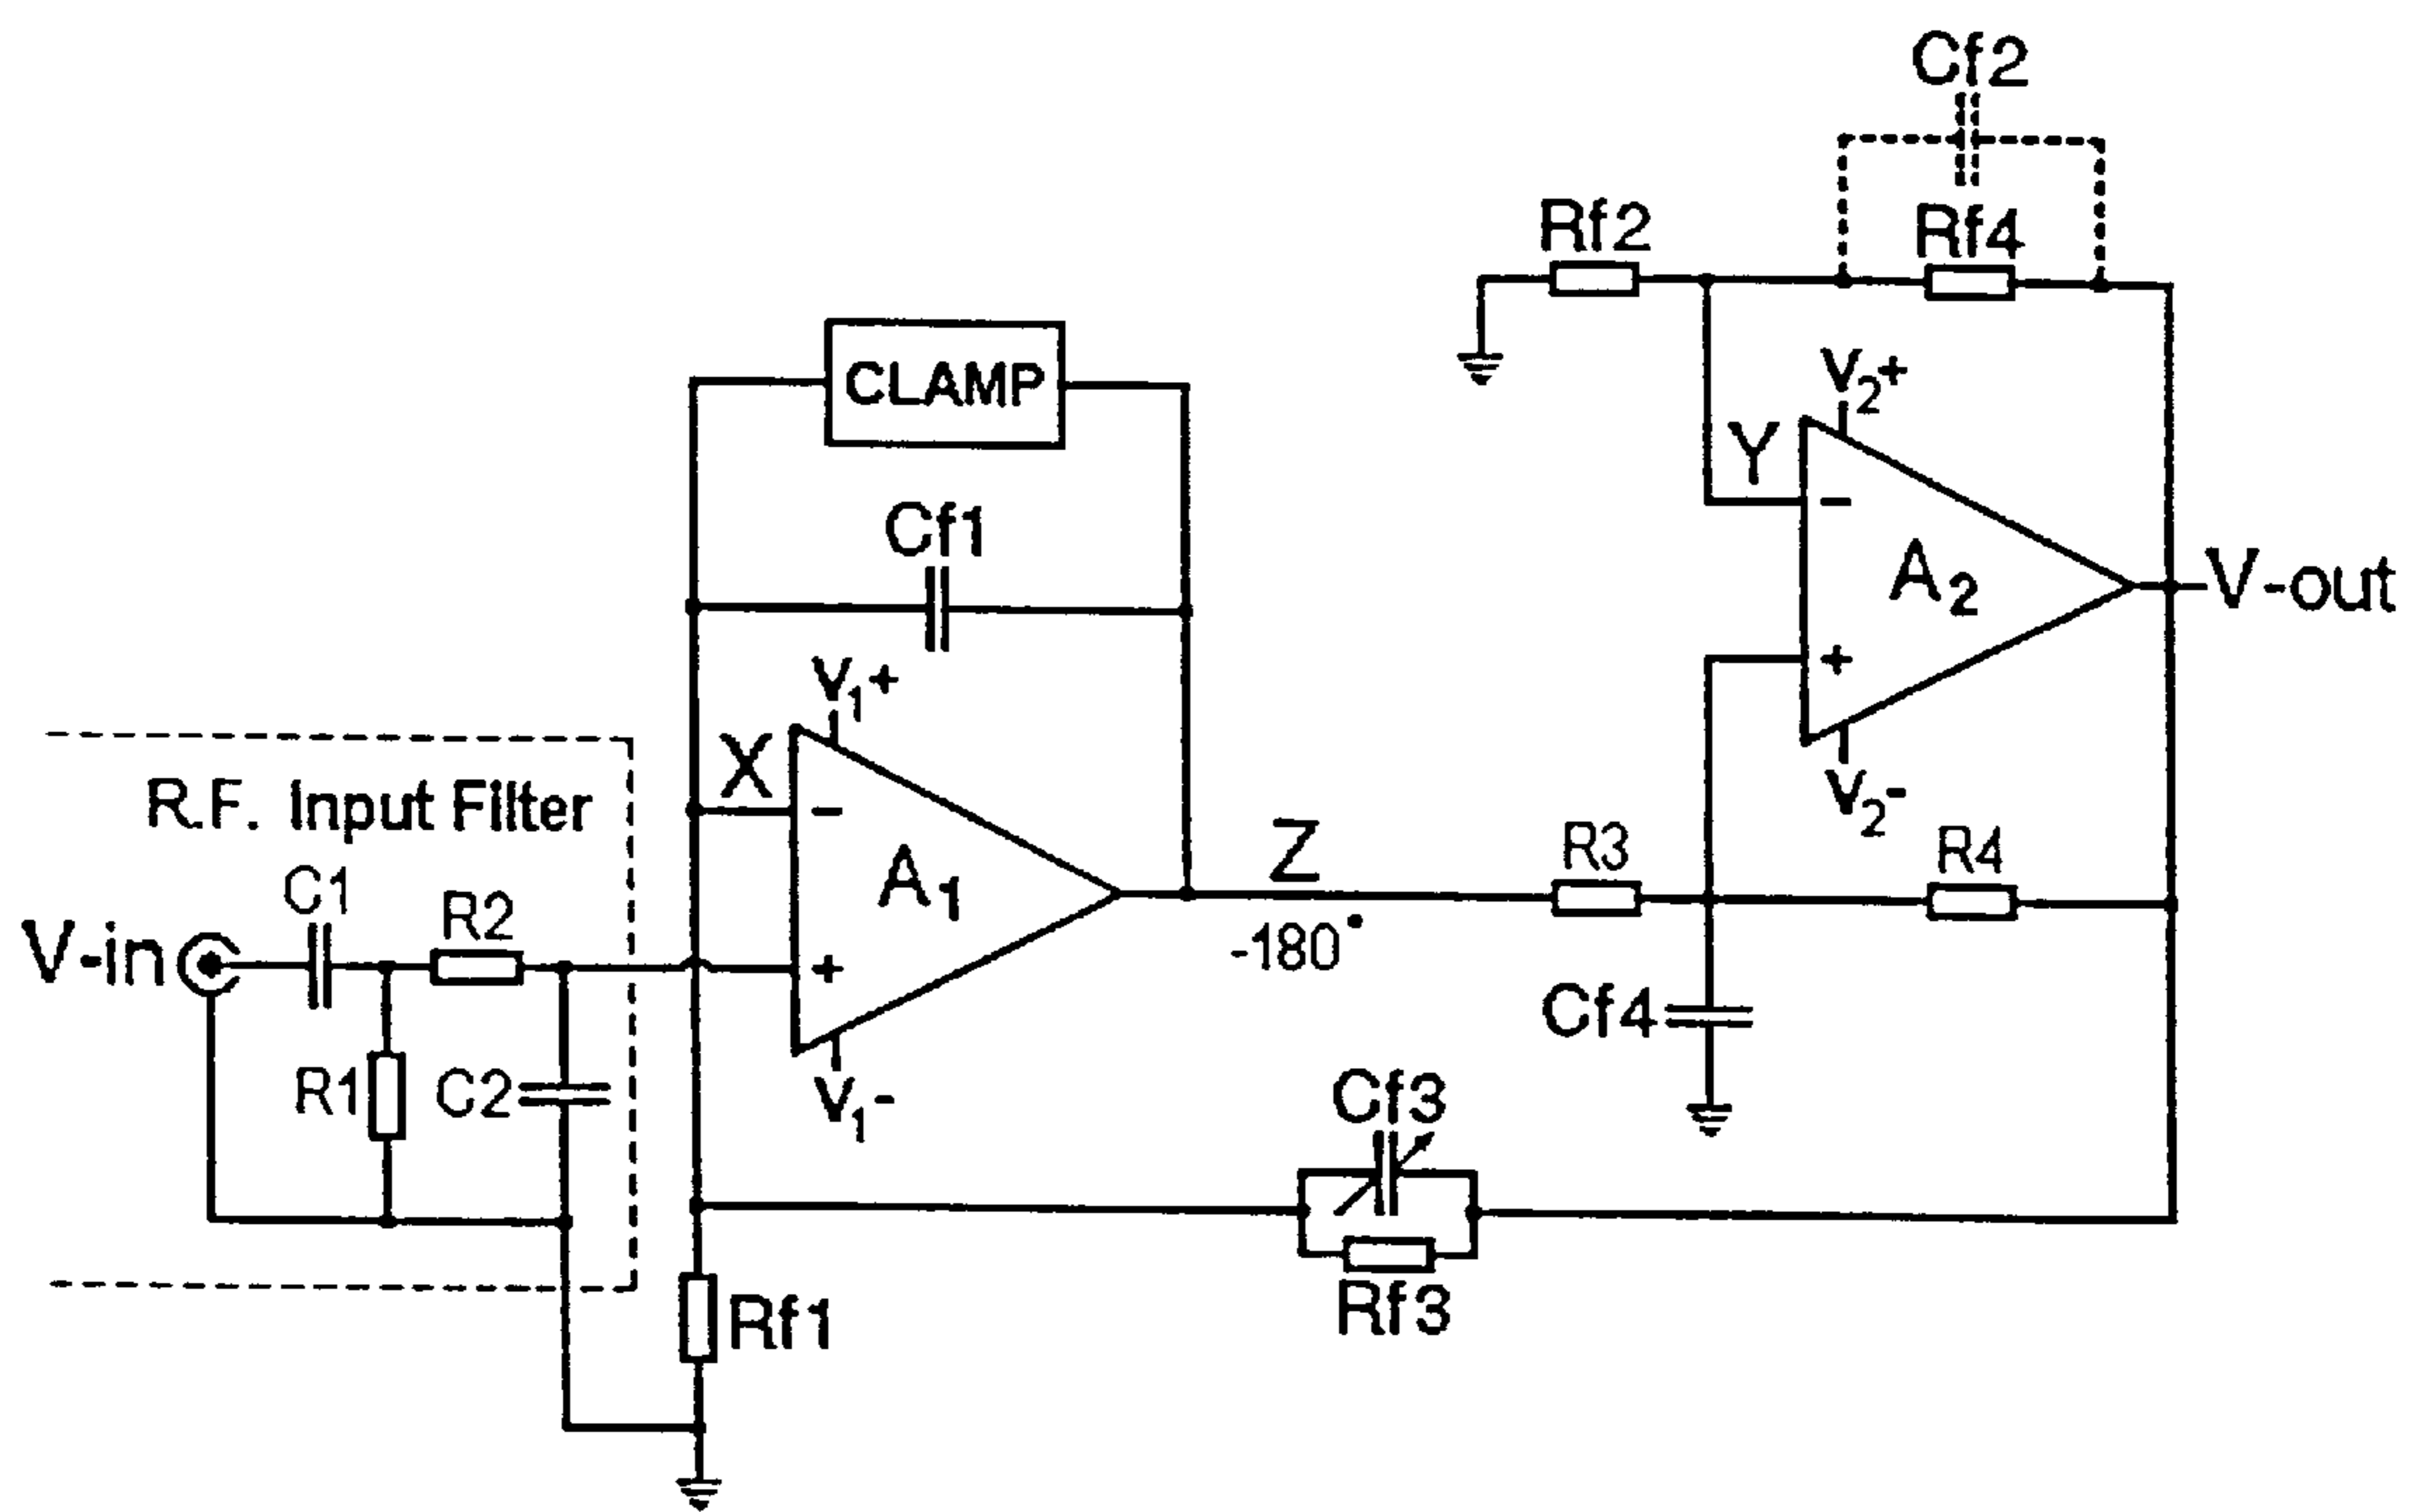 Cf2
Rf2
Rf4
CLAMP
V2+
Y
-
A2
V-out
Cf1
+
V1+
V2-
X
R.F. Input Filter
-
Z
R3
R4
C1
R2
A1
-180°
V-in
+
Cf4
R1
C2
V1-
Cf3
Rf1
Rf3